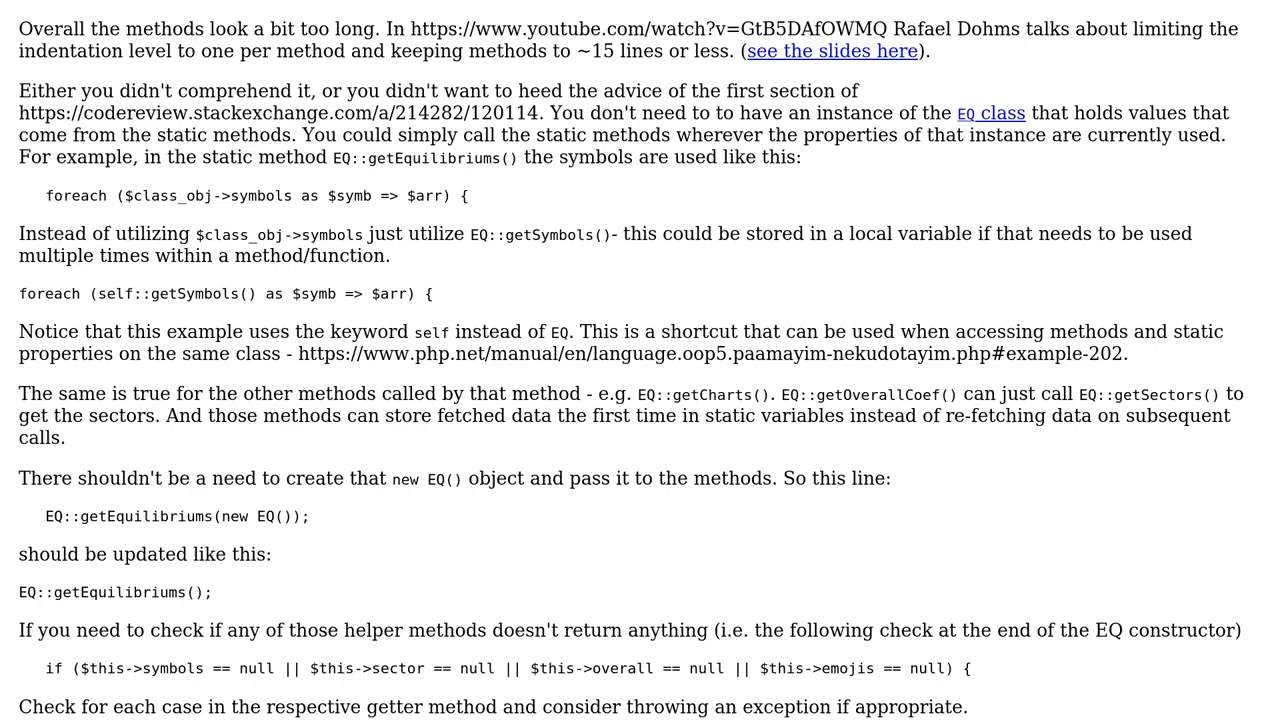 Overall the methods look a bit too long. In https://www.youtube.com/watch?v=GtB5DAfOWMQ Rafael Dohms talks about limiting the
indentation level to one per method and keeping methods to ~15 lines or less. (see the slides here).
Either you didn't comprehend it, or you didn't want to heed the advice of the first section of
https://codereview.stackexchange.com/a/214282/120114. You don't need to to have an instance of the EQ class that holds values that
come from the static methods. You could simply call the static methods wherever the properties of that instance are currently used.
For example, in the static method EQ::getEquilibriums() the symbols are used like this:
foreach ($class_obj->symbols as $symb => $arr) {
Instead of utilizing $class_obj->symbols just utilize EQ::getSymbols()- this could be stored in a local variable if that needs to be used
multiple times within a method/function.
foreach (self::getSymbols() as $symb => $arr) {
Notice that this example uses the keyword self instead of EQ. This is a shortcut that can be used when accessing methods and static
properties on the same class - https://www.php.net/manual/en/language.oop5.paamayim-nekudotayim.php#example-202.
The same is true for the other methods called by that method - e.g. EQ::getCharts(). EQ::getOverallCoef() can just call EQ::getSectors() to
get the sectors. And those methods can store fetched data the first time in static variables instead of re-fetching data on subsequent
calls.
There shouldn't be a need to create that new EQ() object and pass it to the methods. So this line:
EQ::getEquilibriums(new EQ());
should be updated like this:
EQ::getEquilibriums();
If you need to check if any of those helper methods doesn't return anything (i.e. the following check at the end of the EQ constructor)
if ($this->symbols == null || $this->sector == null || $this->overall == null || $this->emojis == null) {
Check for each case in the respective getter method and consider throwing an exception if appropriate.